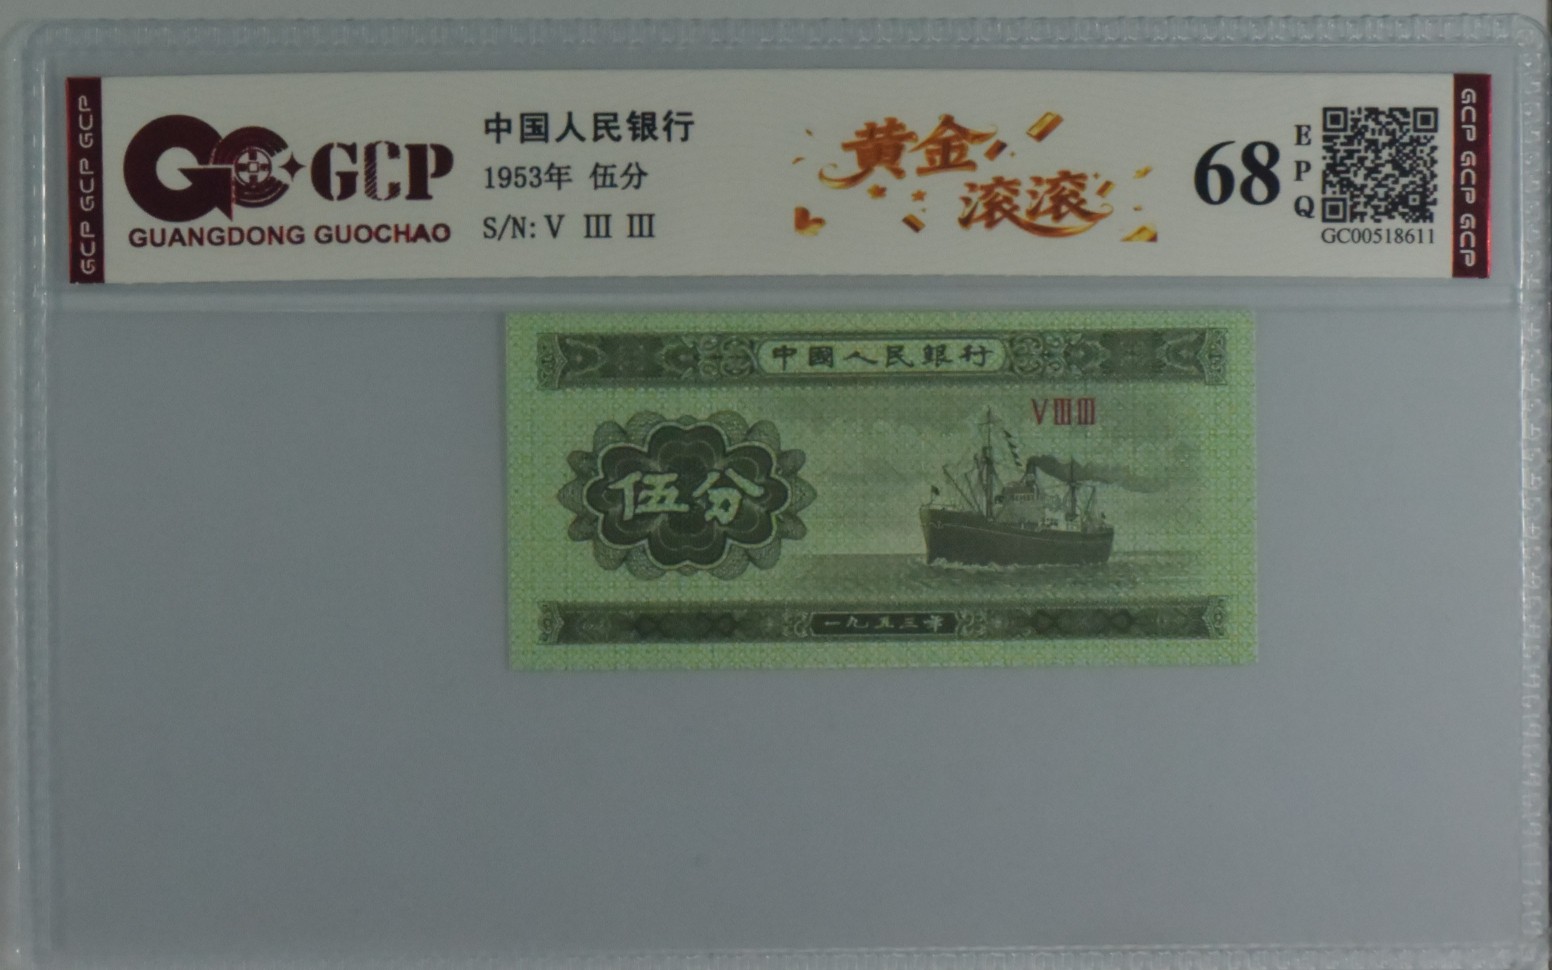 GCP GCP GCP
GCP
GUANGDONG GUOCHAO
中国人民银行
1953年 伍分
S/N: V Ⅲ Ⅲ
黄金
滚滚
68
E
P
Q
GC00518611
GCP GCP GCP
中國人民銀行
VⅢⅢ
伍分
一九五三年